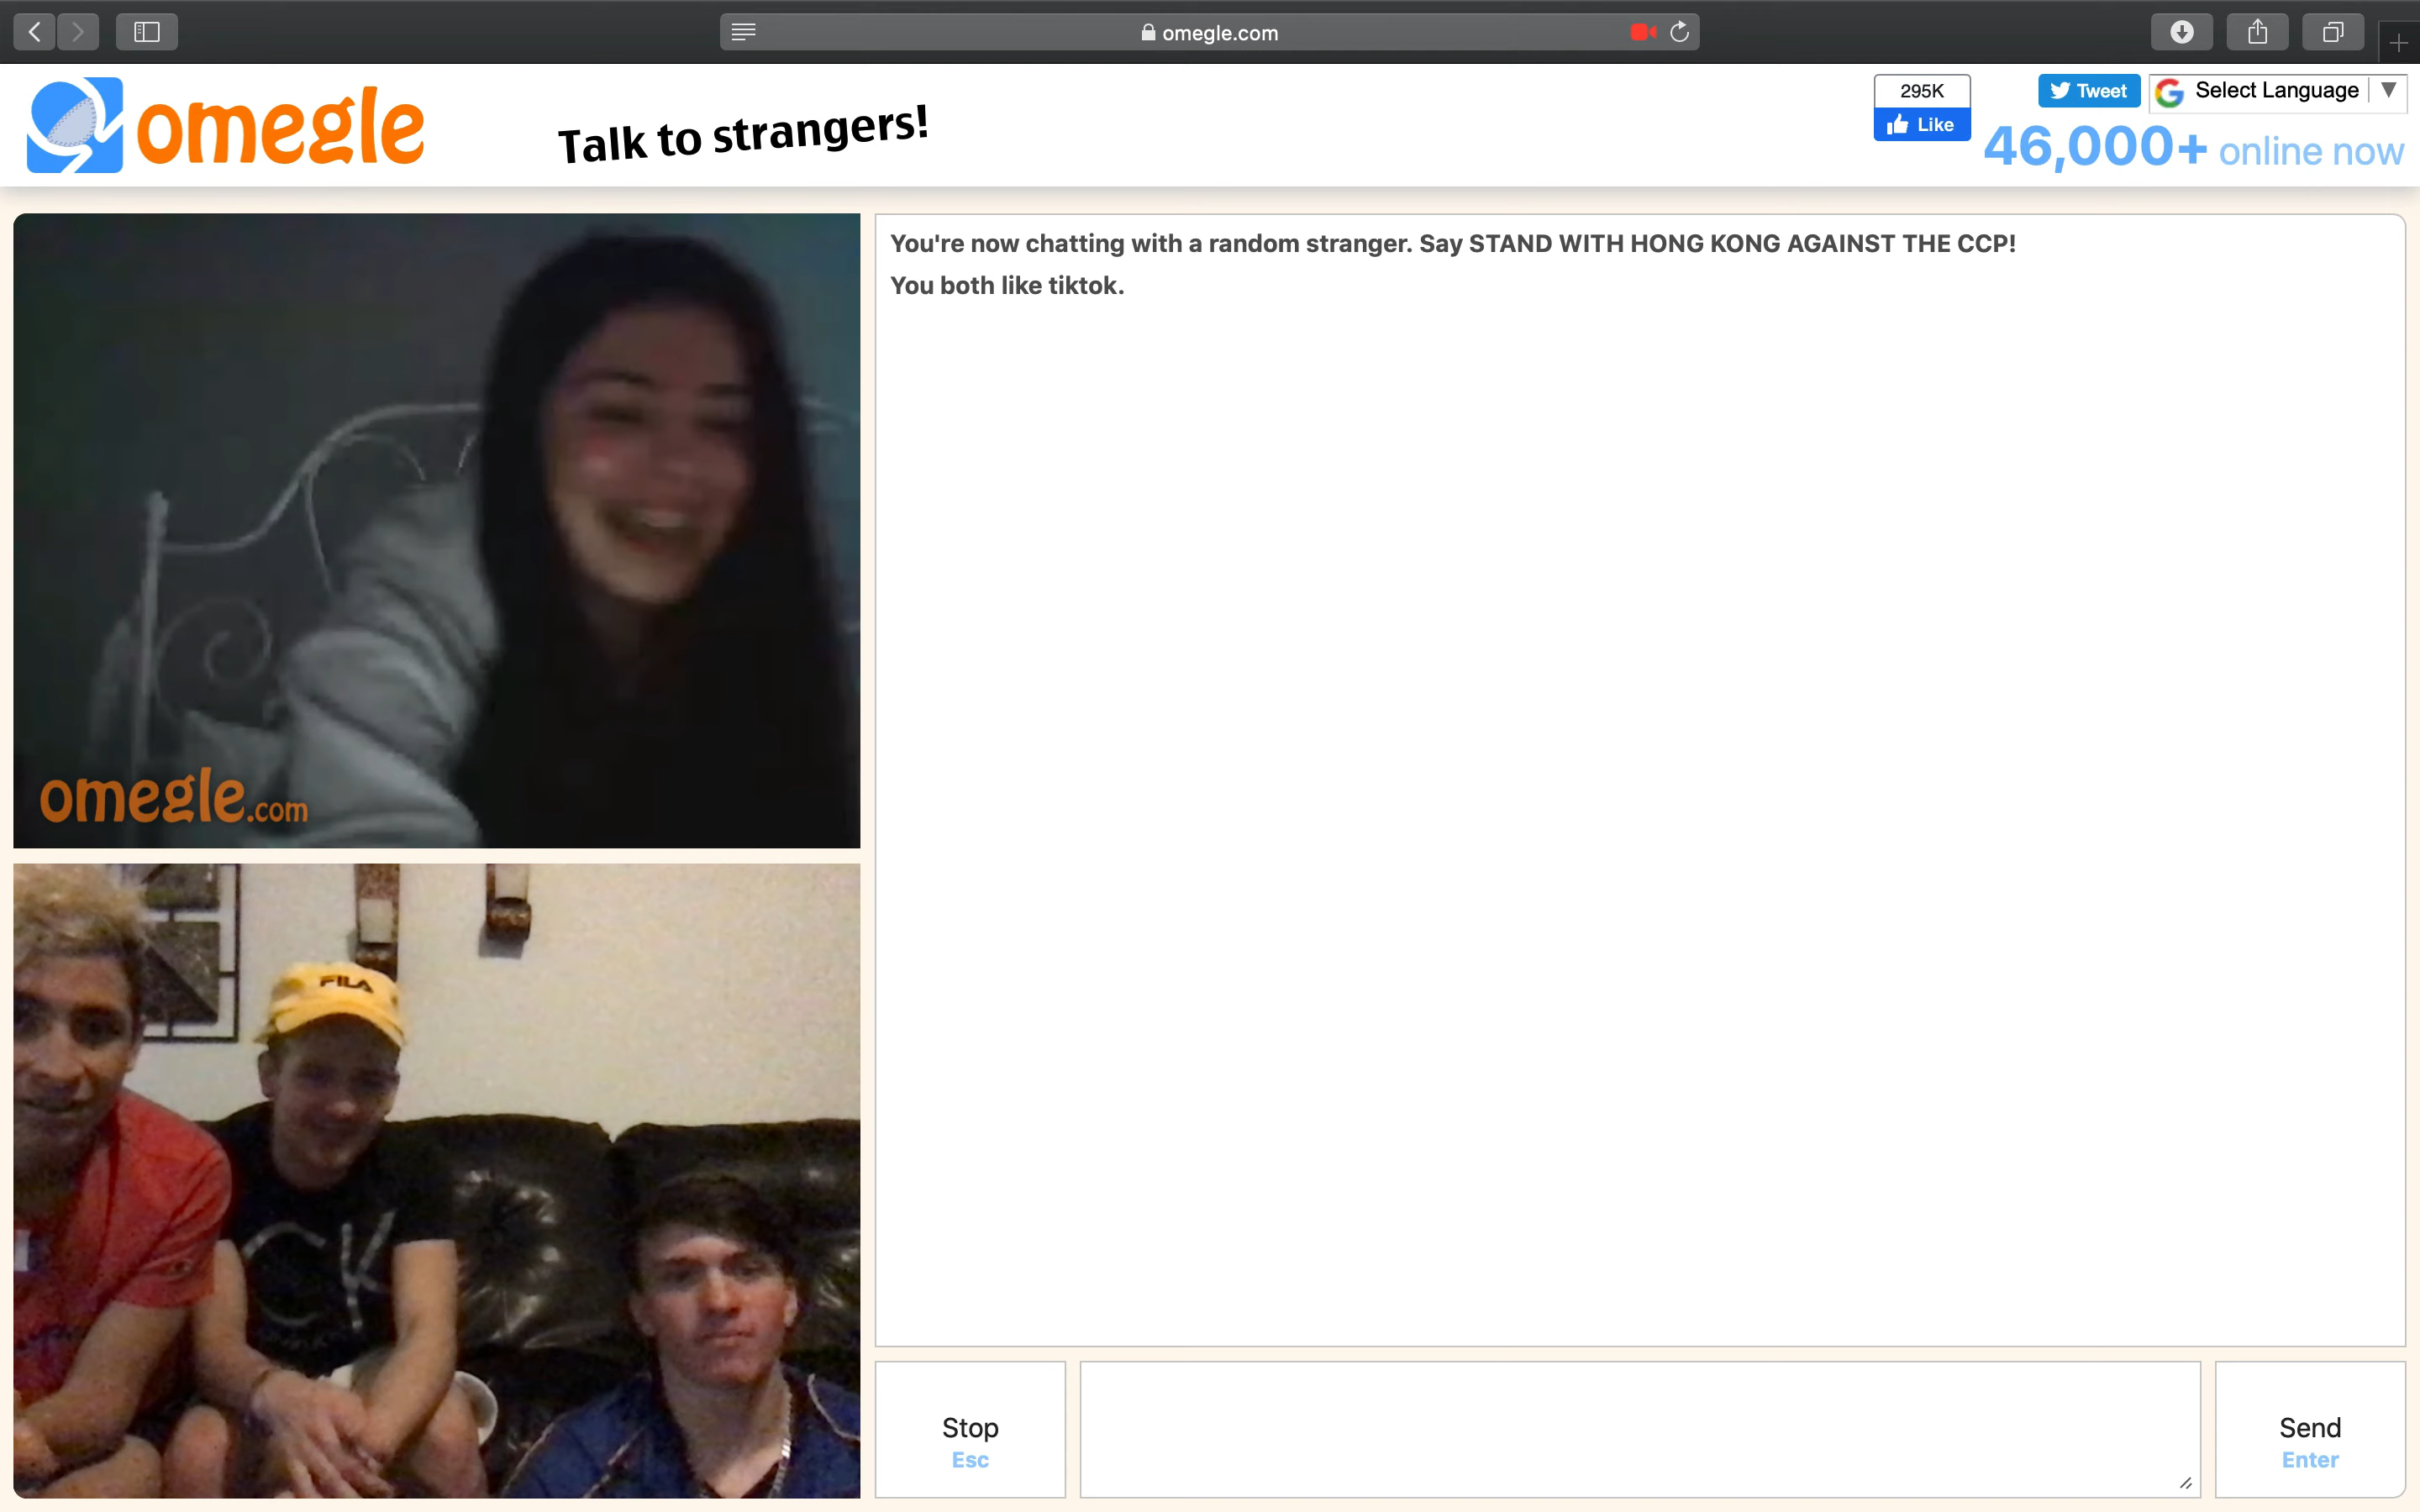 omegle.com
omegle
Talk to strangers!
295K
Like
Tweet
Select Language
46,000+ online now
You're now chatting with a random stranger. Say STAND WITH HONG KONG AGAINST THE CCP!
You both like tiktok.
omegle.com
FILA
CK
Stop
Esc
Send
Enter